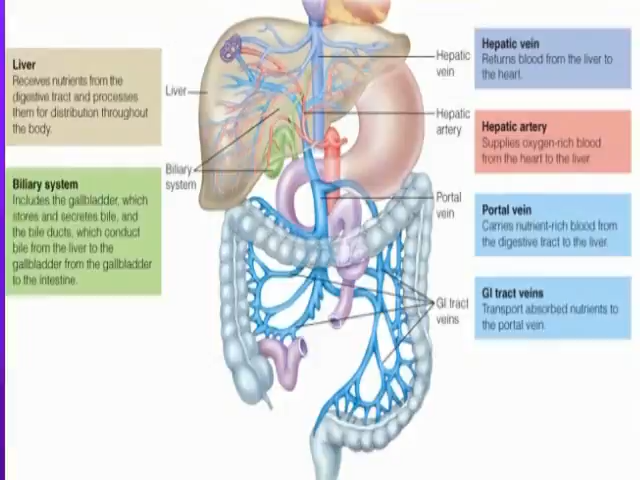 Liver
Receives nutrients from the
digestive tract and processes
them for distribution throughout
the body.
Biliary system
Includes the gallbladder, which
stores and secretes bile, and
the bile ducts, which conduct
bile from the liver to the
gallbladder from the gallbladder
to the intestine.
Liver
Biliary
system
Hepatic
vein
Hepatic
artery
Portal
vein
GI tract
veins
Hepatic vein
Returns blood from the liver to
the heart.
Hepatic artery
Supplies oxygen-rich blood
from the heart to the liver.
Portal vein
Carries nutrient-rich blood from
the digestive tract to the liver.
GI tract veins
Transport absorbed nutrients to
the portal vein.